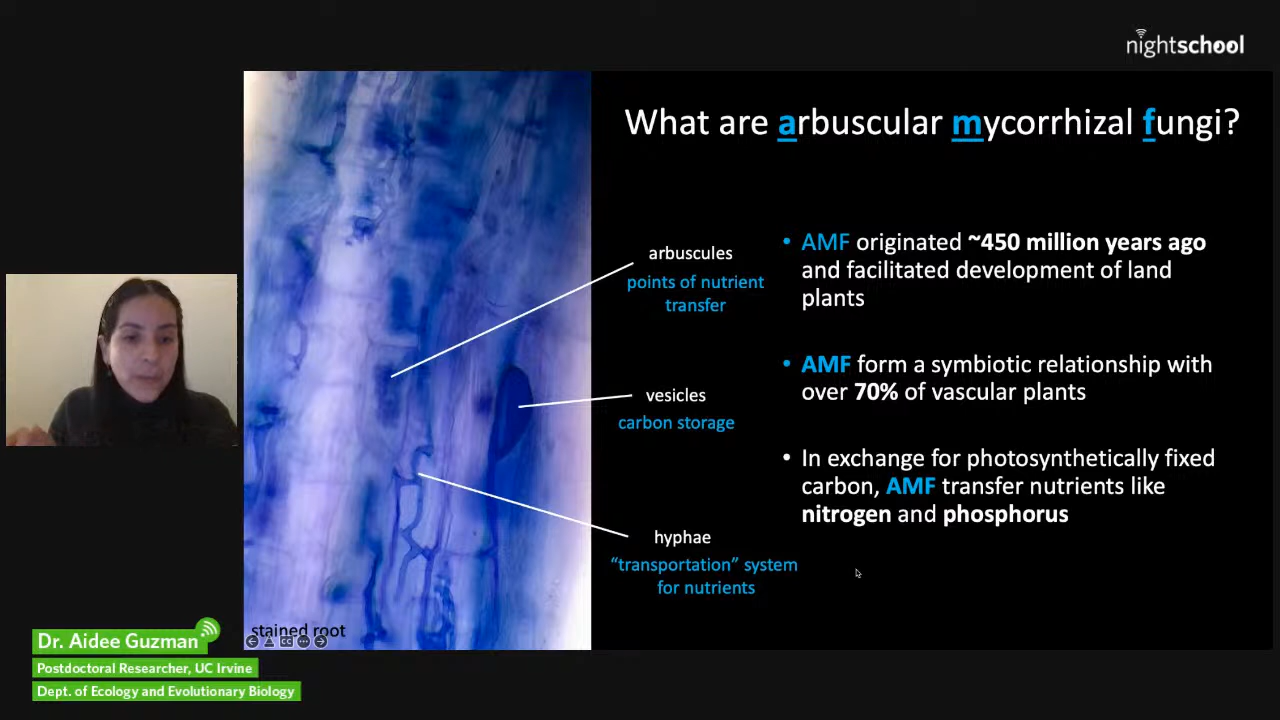 nightschool
What are arbuscular mycorrhizal fungi?
arbuscules
points of nutrient
transfer
vesicles
carbon storage
hyphae
“transportation” system
for nutrients
• AMF originated ~450 million years ago
and facilitated development of land
plants
• AMF form a symbiotic relationship with
over 70% of vascular plants
• In exchange for photosynthetically fixed
carbon, AMF transfer nutrients like
nitrogen and phosphorus
stained root
CC
Dr. Aidee Guzman
Postdoctoral Researcher, UC Irvine
Dept. of Ecology and Evolutionary Biology